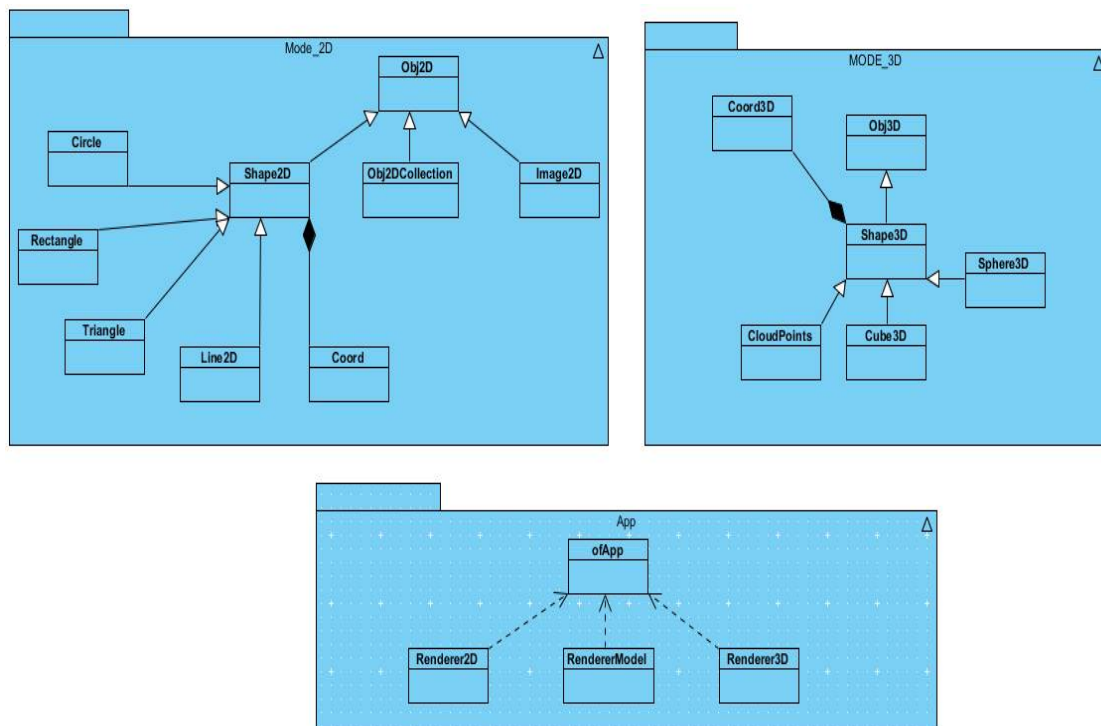 Mode_2D
Obj2D
Circle
Shape2D
Obj2DCollection
Image2D
Rectangle
Triangle
Line2D
Coord
MODE_3D
Coord3D
Obj3D
Shape3D
Sphere3D
CloudPoints
Cube3D
App
ofApp
Renderer2D
RendererModel
Renderer3D